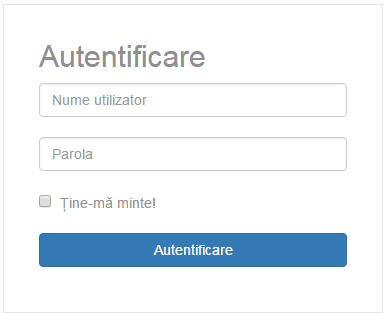 Autentificare
Nume utilizator
Parola
Ține-mă minte!
Autentificare